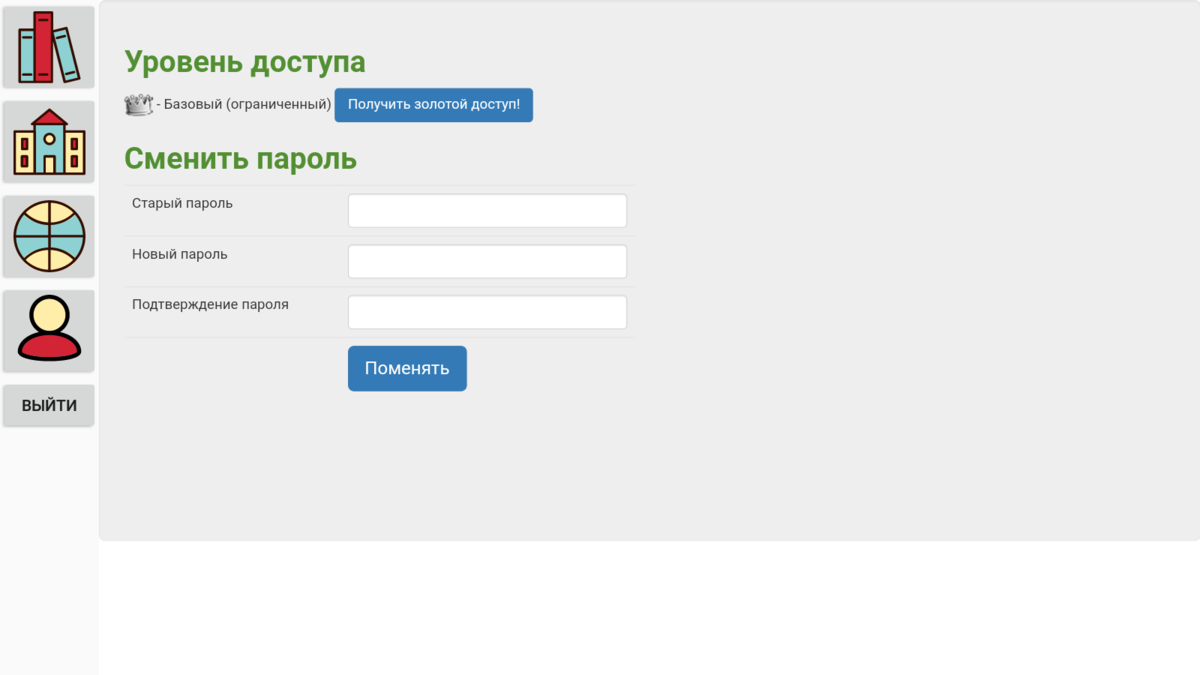 Уровень доступа
- Базовый (ограниченный) Получить золотой доступ!
Сменить пароль
Старый пароль
Новый пароль
Подтверждение пароля
Поменять
ВЫЙТИ